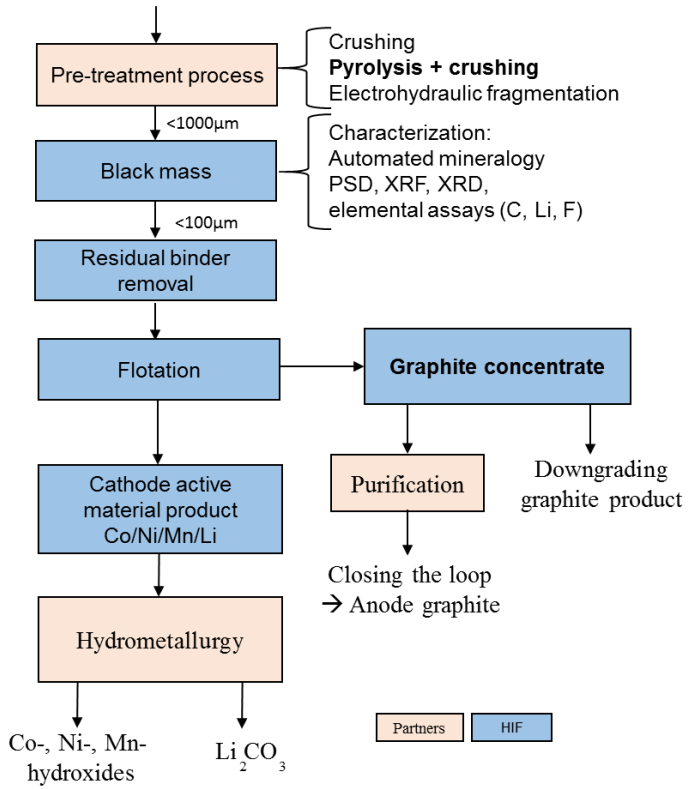 Pre-treatment process
Crushing
Pyrolysis + crushing
Electrohydraulic fragmentation
<1000µm
Black mass
Characterization:
Automated mineralogy
PSD, XRF, XRD,
elemental assays (C, Li, F)
<100µm
Residual binder
removal
Flotation
Graphite concentrate
Cathode active
material product
Co/Ni/Mn/Li
Purification
Downgrading
graphite product
Closing the loop
→ Anode graphite
Hydrometallurgy
Co-, Ni-, Mn-
hydroxides
Li₂CO₃
Partners
HIF